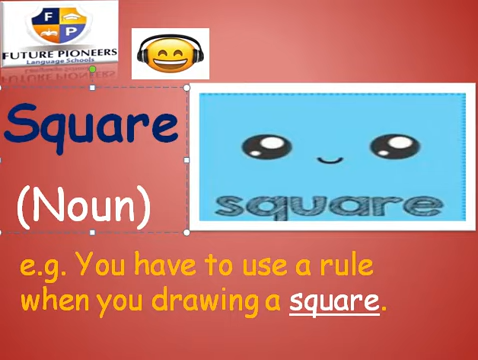 F
P
FUTURE PIONEERS
Language Schools
Square
(Noun)
square
e.g. You have to use a rule
when you drawing a square.